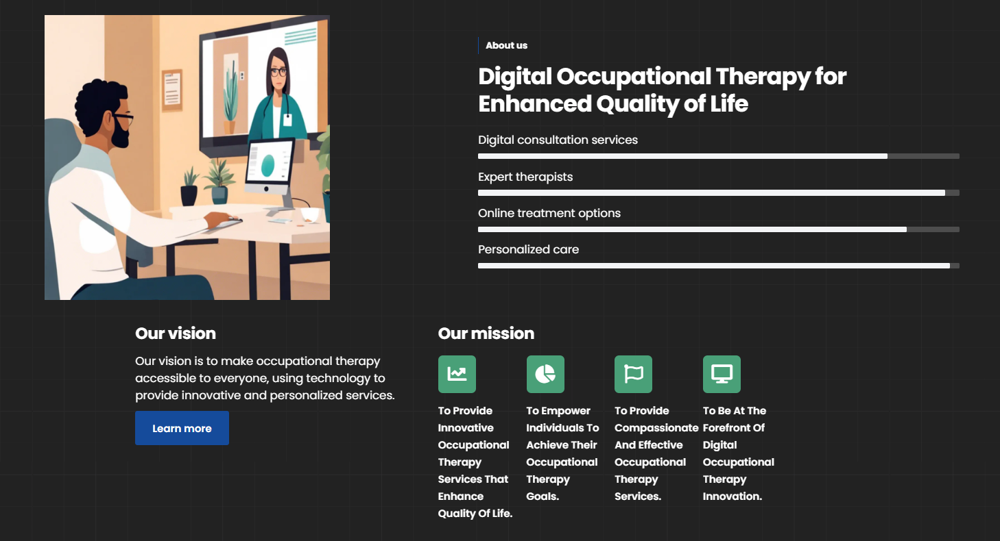 About us
Digital Occupational Therapy for
Enhanced Quality of Life
Digital consultation services
Expert therapists
Online treatment options
Personalized care
Our vision
Our vision is to make occupational therapy
accessible to everyone, using technology to
provide innovative and personalized services.
Learn more
Our mission
To Provide
Innovative
Occupational
Therapy
Services That
Enhance
Quality Of Life.
To Empower
Individuals To
Achieve Their
Occupational
Therapy
Goals.
To Provide
Compassionate
And Effective
Occupational
Therapy
Services.
To Be At The
Forefront Of
Digital
Occupational
Therapy
Innovation.